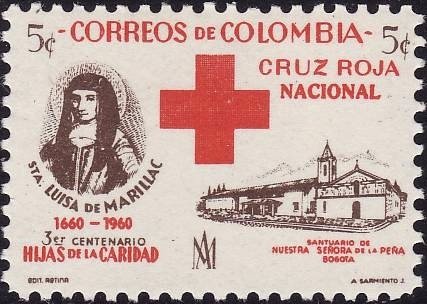 5¢ - CORREOS DE COLOMBIA - 5¢
CRUZ ROJA
NACIONAL
STA. LUISA DE MARILLAC
1660 - 1960
3er CENTENARIO
HIJAS DE LA CARIDAD
SANTUARIO DE
NUESTRA SEÑORA DE LA PEÑA
BOGOTA
EDIT. RETINA
A. SARMIENTO J.